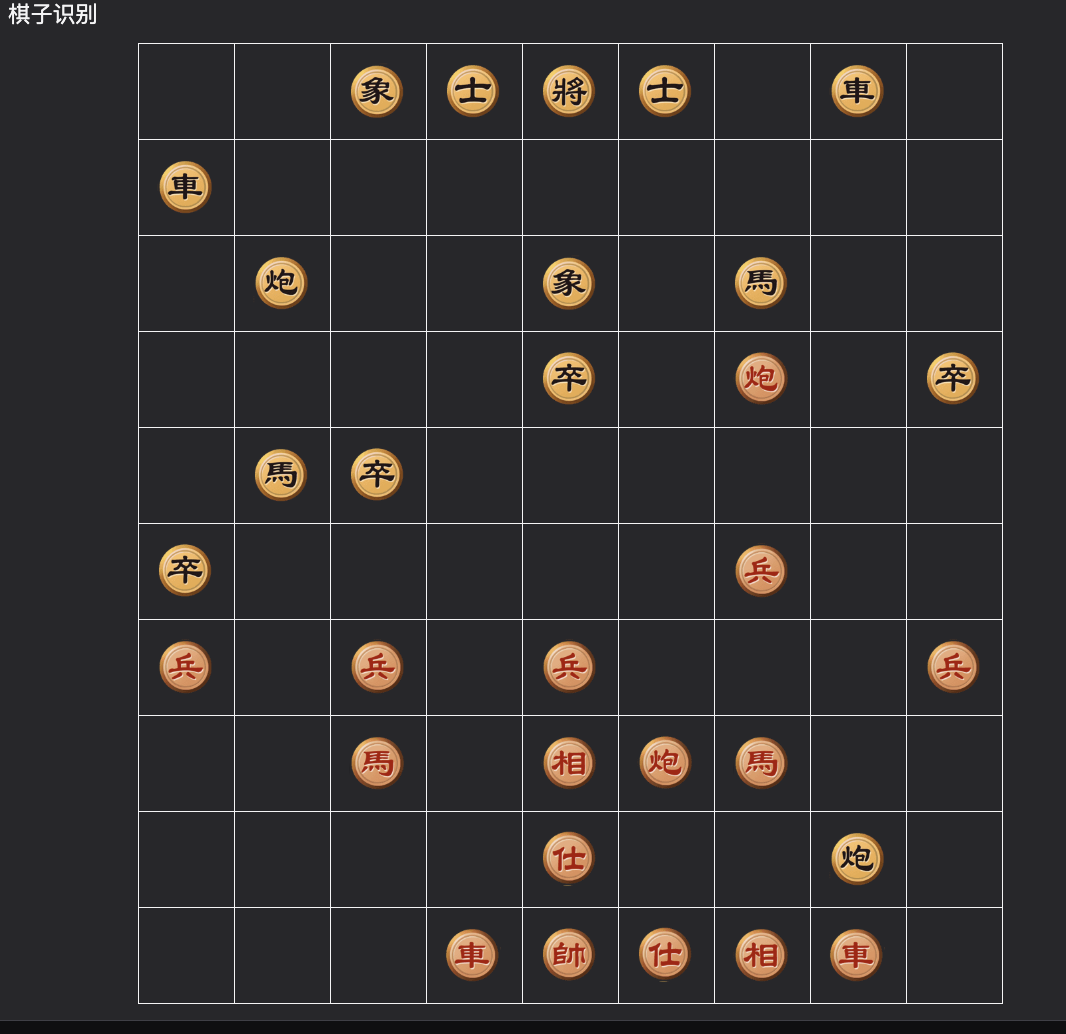 棋子识别
象 士 將 士 車
車
炮 象 馬
卒 炮 卒
馬 卒
卒 兵
兵 兵 兵 兵
馬 相 炮 馬
仕 炮
車 帥 仕 相 車